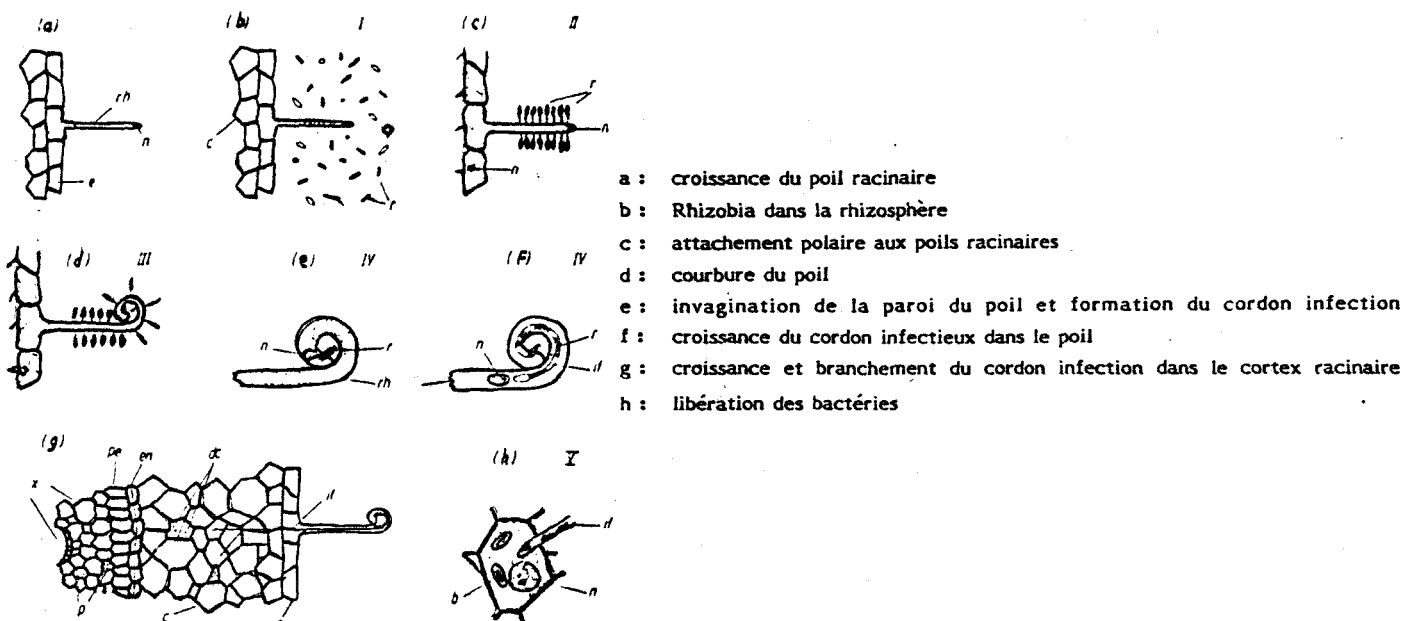 (a) (b) I (c) II
rh r
n n
c
e r n
a : croissance du poil racinaire
b : Rhizobia dans la rhizosphère
c : attachement polaire aux poils racinaires
d : courbure du poil
e : invagination de la paroi du poil et formation du cordon infection
f : croissance du cordon infectieux dans le poil
g : croissance et branchement du cordon infection dans le cortex racinaire
h : libération des bactéries
(d) III (e) IV (F) IV
n r n r
rh it
(g) pe en dc (h) V
x it
it
b n
p c